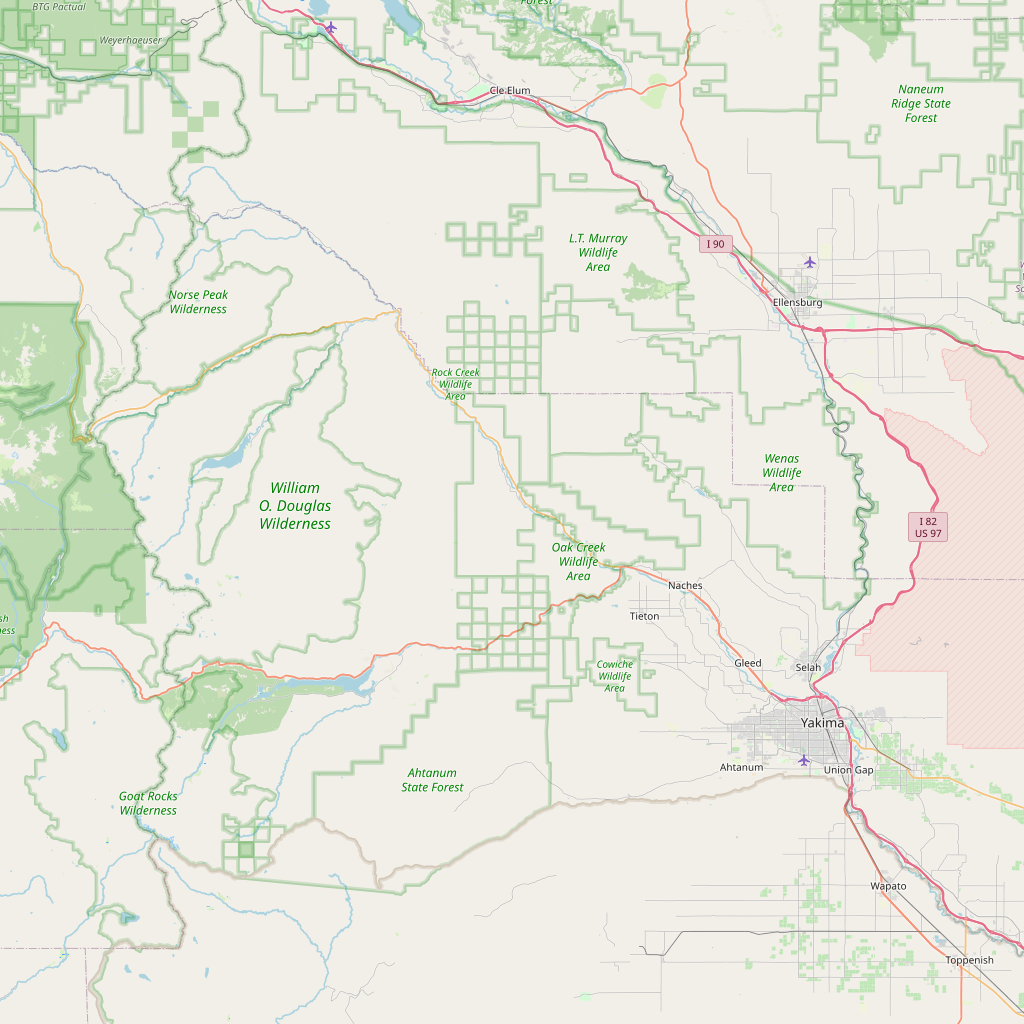 BTG Pactual
Forest
Weyerhaeuser
Cle Elum
Naneum
Ridge State
Forest
L.T. Murray
Wildlife
Area
I 90
Norse Peak
Wilderness
Ellensburg
Rock Creek
Wildlife
Area
Wenas
Wildlife
Area
William
O. Douglas
Wilderness
I 82
US 97
Oak Creek
Wildlife
Area
Naches
Tieton
Gleed
Selah
Cowiche
Wildlife
Area
Yakima
Ahtanum
Union Gap
Ahtanum
State Forest
Goat Rocks
Wilderness
Wapato
Toppenish